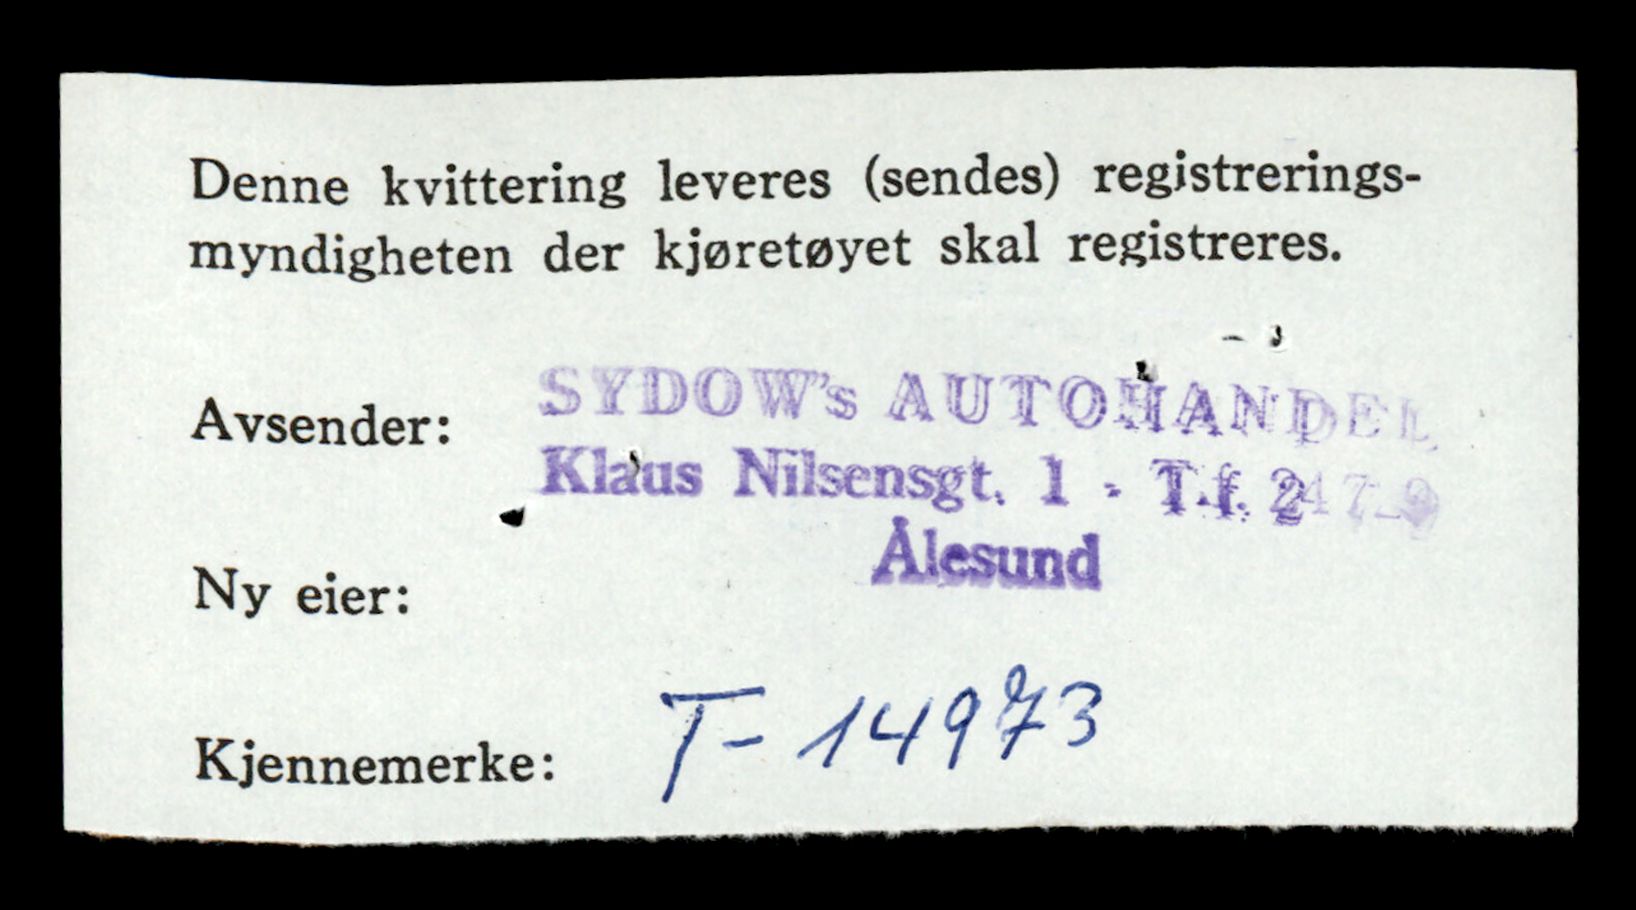 Denne kvittering leveres (sendes) registrerings-
myndigheten der kjøretøyet skal registreres.
Avsender: SYDOW's AUTOHANDEL
Klaus Nilsensgt. 1 - Tlf.
Ålesund
Ny eier:
Kjennemerke: T- 14973